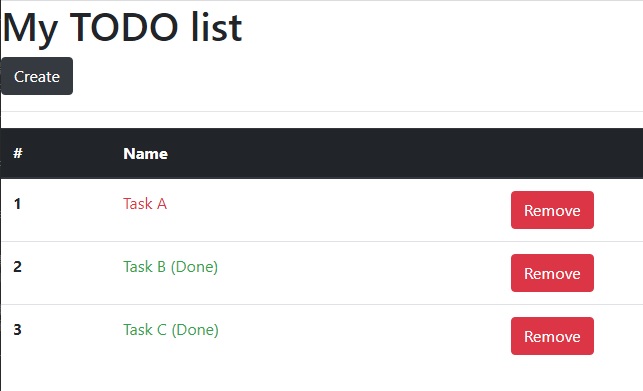 My TODO list
Create
# Name
1 Task A Remove
2 Task B (Done) Remove
3 Task C (Done) Remove